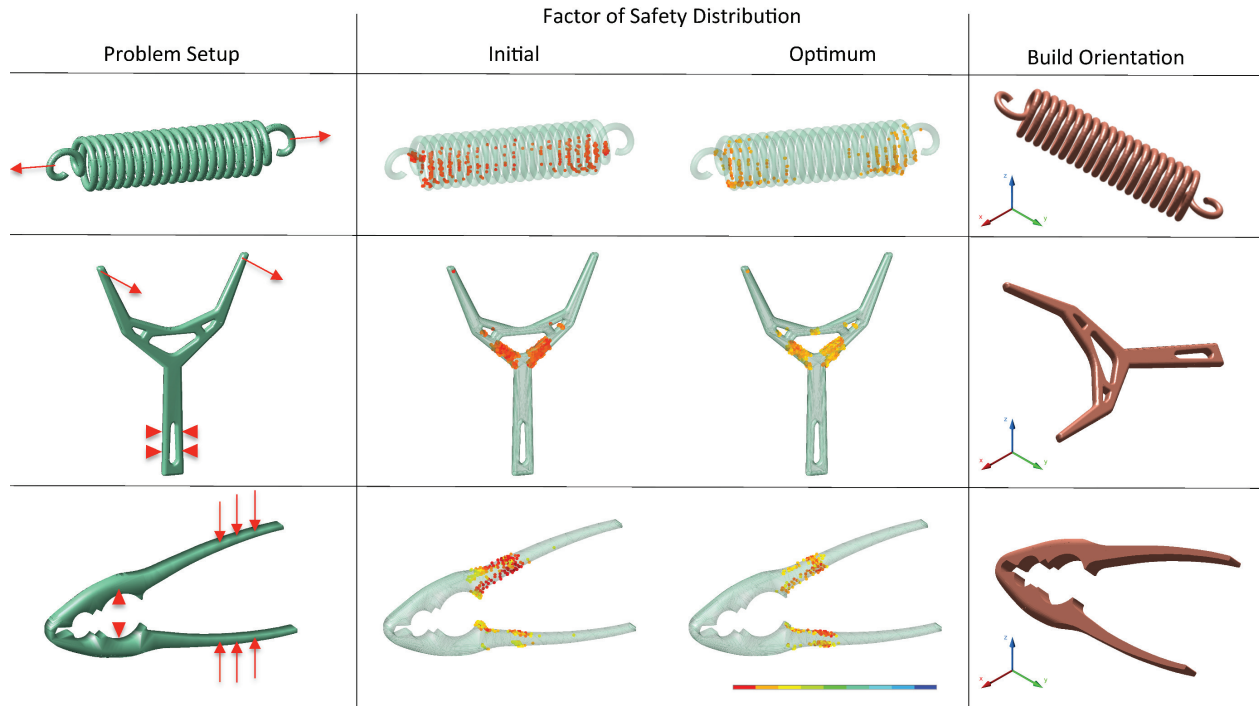 Factor of Safety Distribution
Problem Setup
Initial
Optimum
Build Orientation
z
x
y
z
x
y
z
x
y